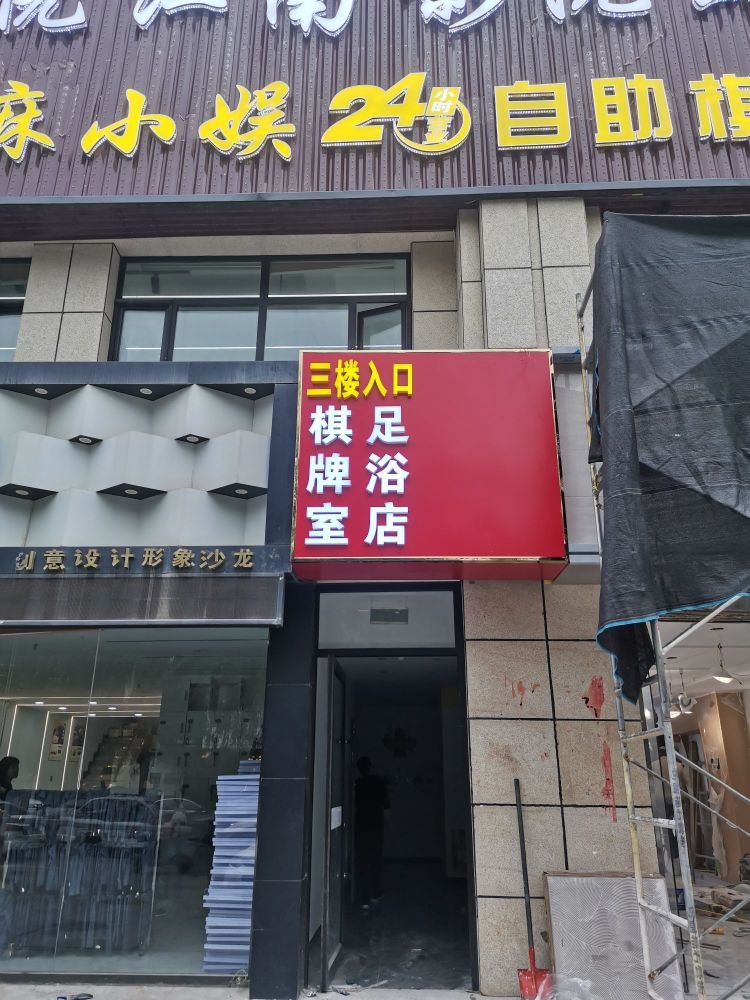 麻小娱24小时自助棋
三楼入口
棋牌室
足浴店
创意设计形象沙龙